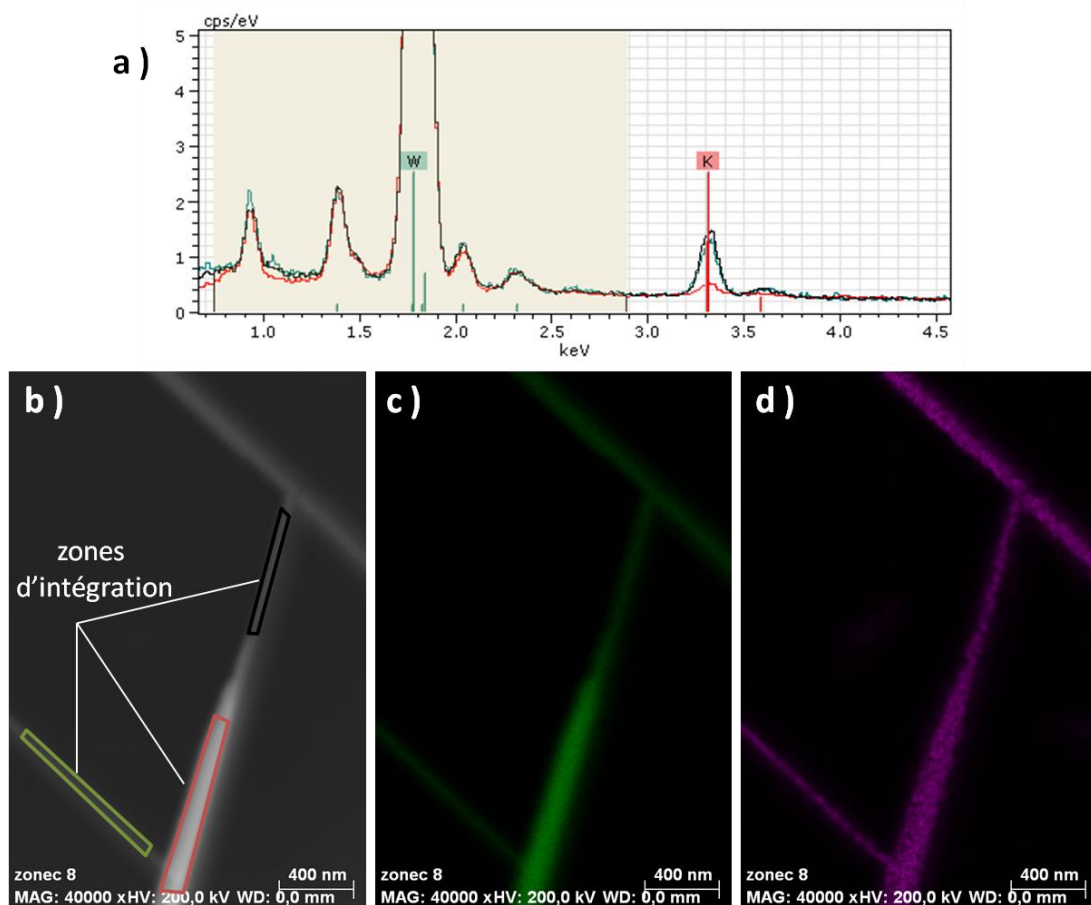 cps/eV
a )
5
4
3
2
1
0
W
K
1.0 1.5 2.0 2.5 3.0 3.5 4.0 4.5
keV
b )
c )
d )
zones
d’intégration
zonec 8
400 nm
MAG: 40000 xHV: 200,0 kV WD: 0,0 mm
zonec 8
400 nm
MAG: 40000 xHV: 200,0 kV WD: 0,0 mm
zonec 8
400 nm
MAG: 40000 xHV: 200,0 kV WD: 0,0 mm